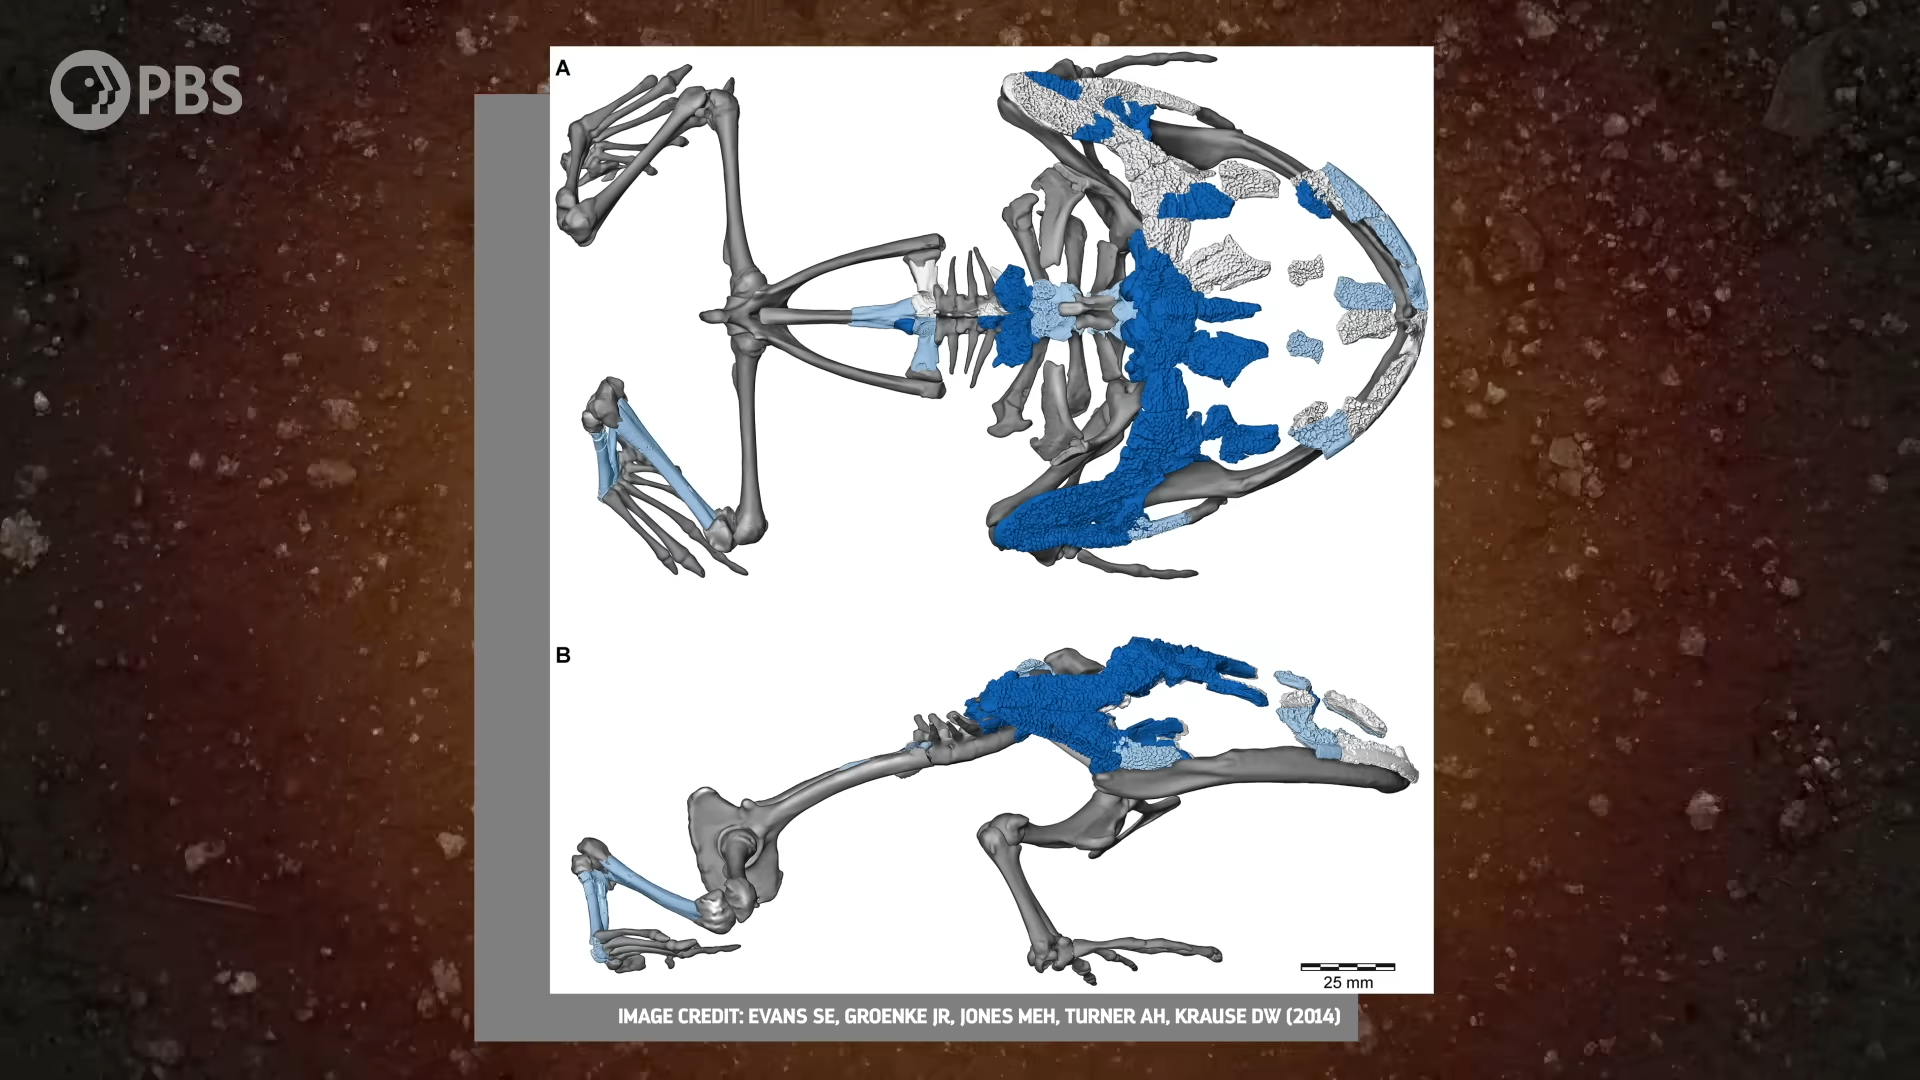 PBS
A
B
25 mm
IMAGE CREDIT: EVANS SE, GROENKE JR, JONES MEH, TURNER AH, KRAUSE DW (2014)